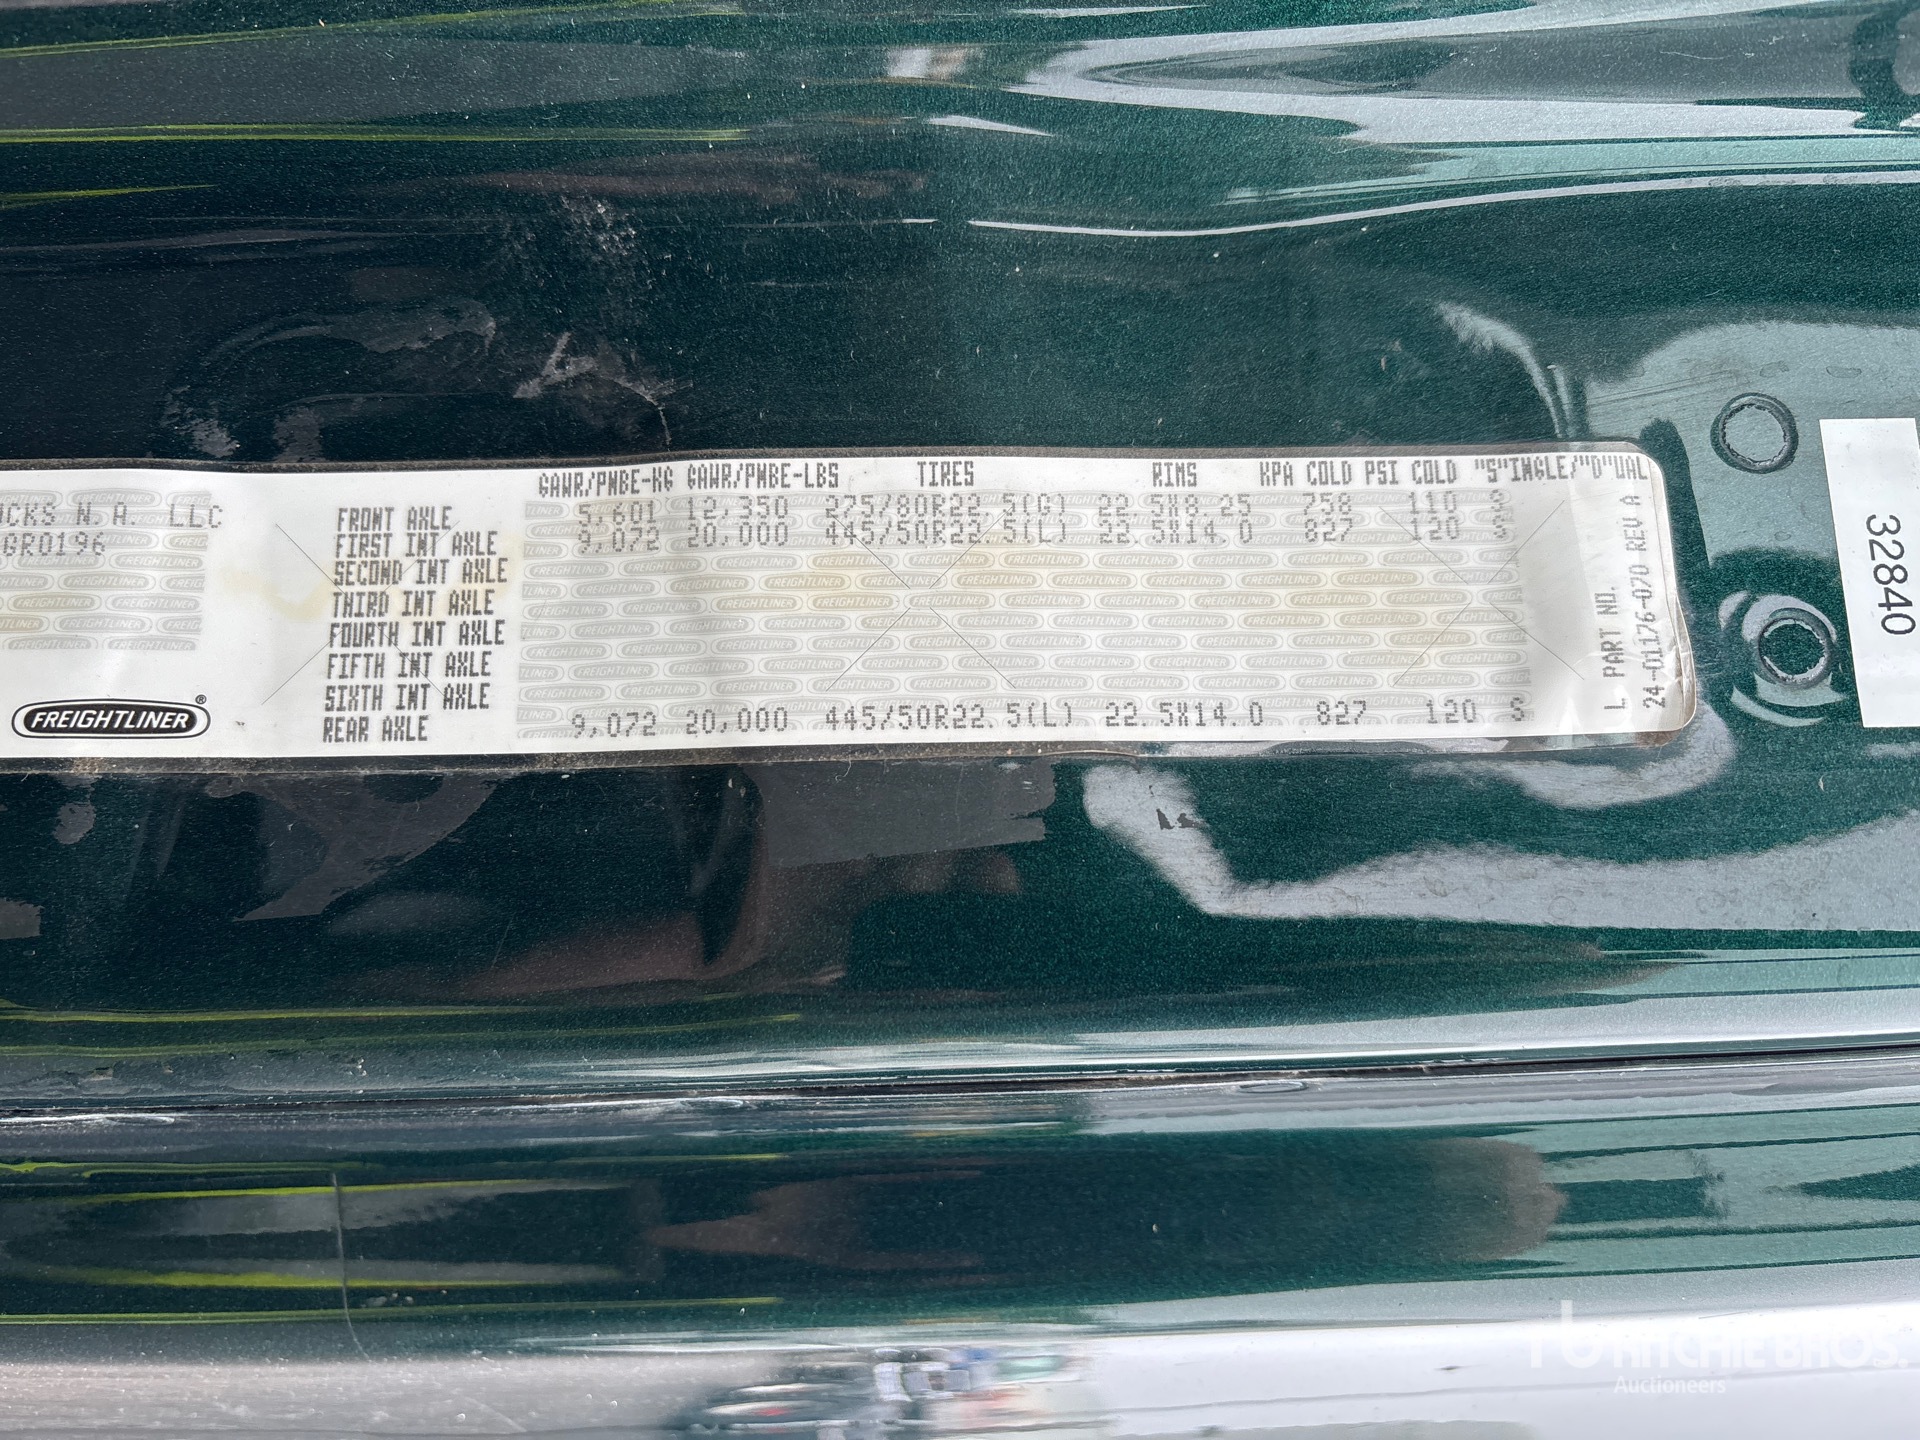 GAWR/PNBE-KG GAWR/PNBE-LBS TIRES RIMS KPA COLD PSI COLD "S"INGLE/"D"UAL
UCKS N.A. LLC
GR0196
FREIGHTLINER®
FRONT AXLE 5,601 12,350 275/80R22.5(G) 22.5X8.25 758 110 S
FIRST INT AXLE 9,072 20,000 445/50R22.5(L) 22.5X14.0 827 120 S
SECOND INT AXLE
THIRD INT AXLE
FOURTH INT AXLE
FIFTH INT AXLE
SIXTH INT AXLE
REAR AXLE 9,072 20,000 445/50R22.5(L) 22.5X14.0 827 120 S
L PART NO.
24-01176-070 REV A
32840
RITCHIE BROS.
Auctioneers